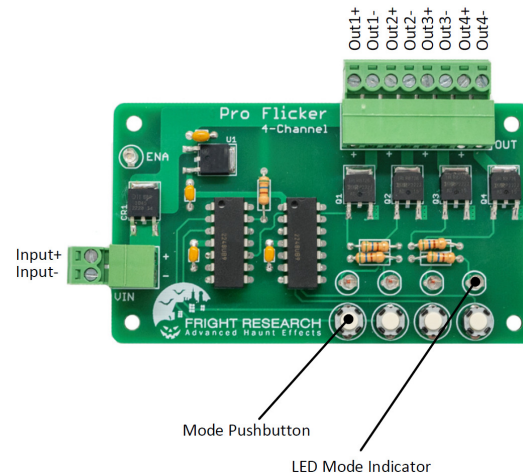 Out1+
Out1-
Out2+
Out2-
Out3+
Out3-
Out4+
Out4-
Pro Flicker
4-Channel
U1
OUT
ENA
+ + + +
CR1
Q1
Q2
Q3
Q4
Input+
Input-
+
-
VIN
FRIGHT RESEARCH
Advanced Haunt Effects
Mode Pushbutton
LED Mode Indicator